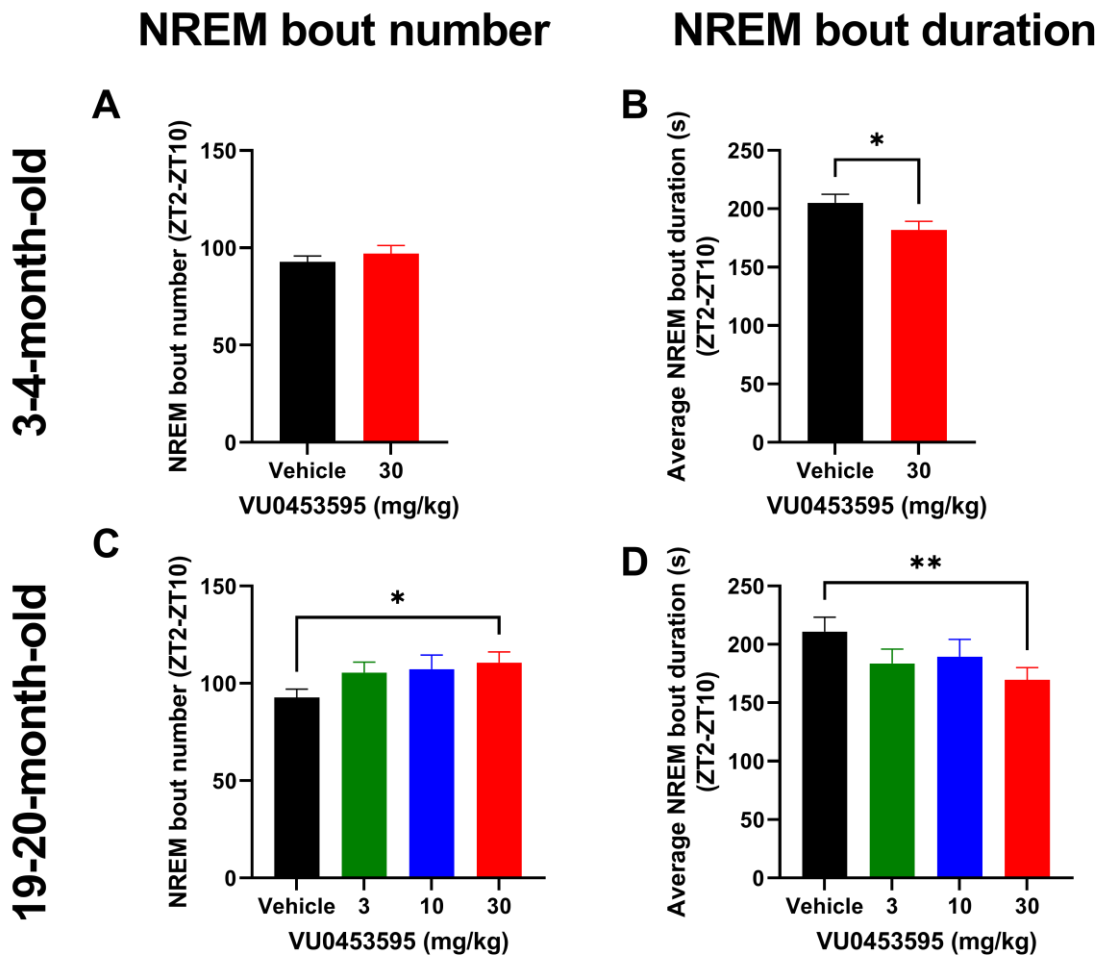 NREM bout number
NREM bout duration
3-4-month-old
A
NREM bout number (ZT2-ZT10)
150
100
50
0
Vehicle
30
VU0453595 (mg/kg)
B
Average NREM bout duration (s)
(ZT2-ZT10)
250
200
150
100
50
0
*
Vehicle
30
VU0453595 (mg/kg)
19-20-month-old
C
NREM bout number (ZT2-ZT10)
150
100
50
0
*
Vehicle
3
10
30
VU0453595 (mg/kg)
D
Average NREM bout duration (s)
(ZT2-ZT10)
250
200
150
100
50
0
**
Vehicle
3
10
30
VU0453595 (mg/kg)